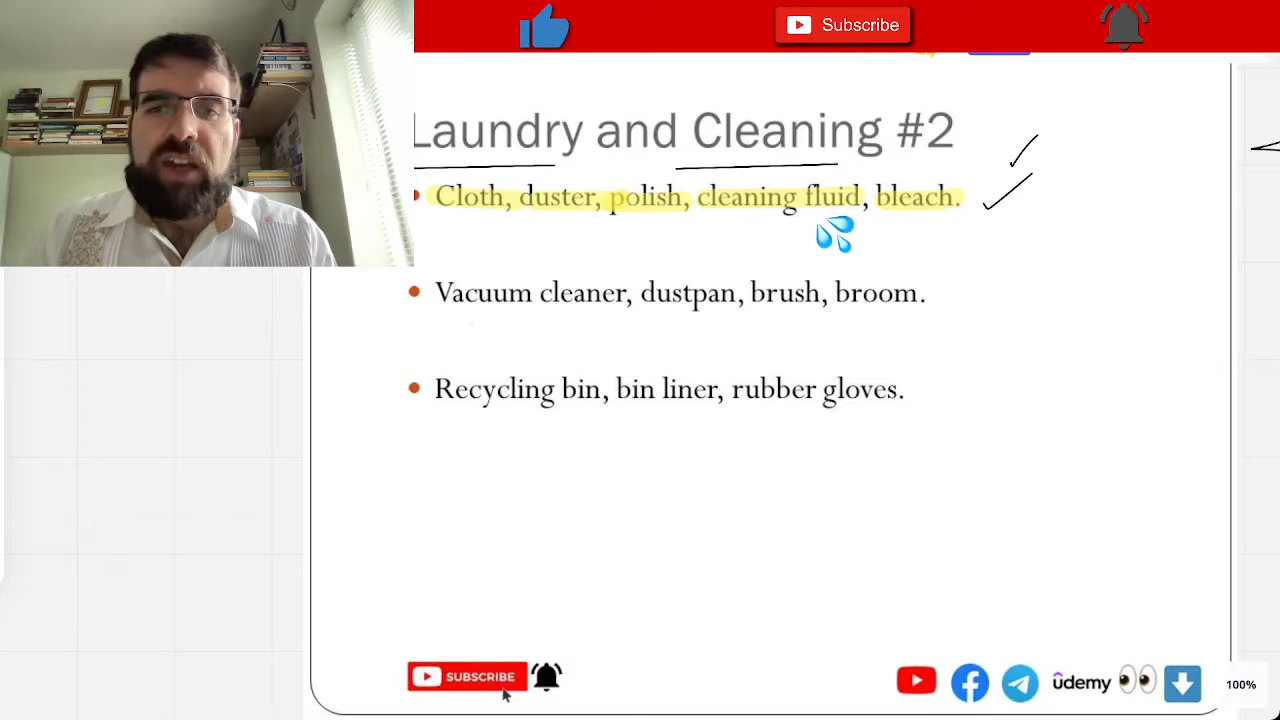 Subscribe
Laundry and Cleaning #2
Cloth, duster, polish, cleaning fluid, bleach.
Vacuum cleaner, dustpan, brush, broom.
Recycling bin, bin liner, rubber gloves.
SUBSCRIBE
ûdemy
100%